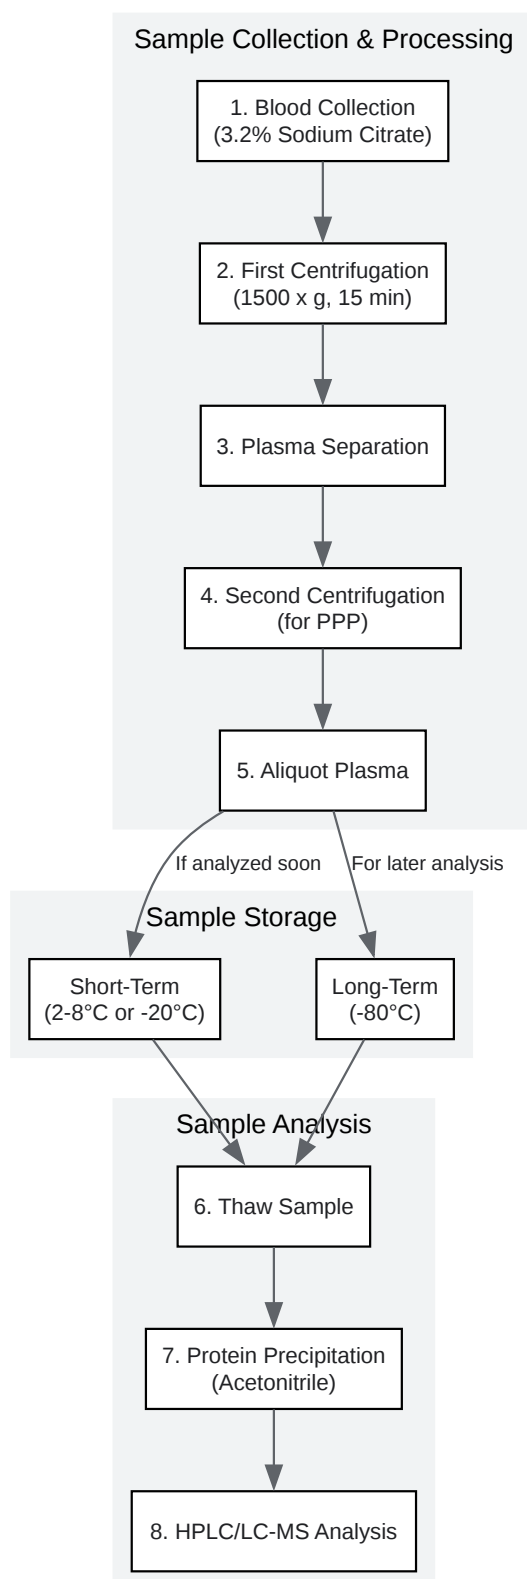 Sample Collection & Processing
1. Blood Collection
(3.2% Sodium Citrate)
2. First Centrifugation
(1500 x g, 15 min)
3. Plasma Separation
4. Second Centrifugation
(for PPP)
5. Aliquot Plasma
If analyzed soon
For later analysis
Sample Storage
Short-Term
(2-8°C or -20°C)
Long-Term
(-80°C)
Sample Analysis
6. Thaw Sample
7. Protein Precipitation
(Acetonitrile)
8. HPLC/LC-MS Analysis